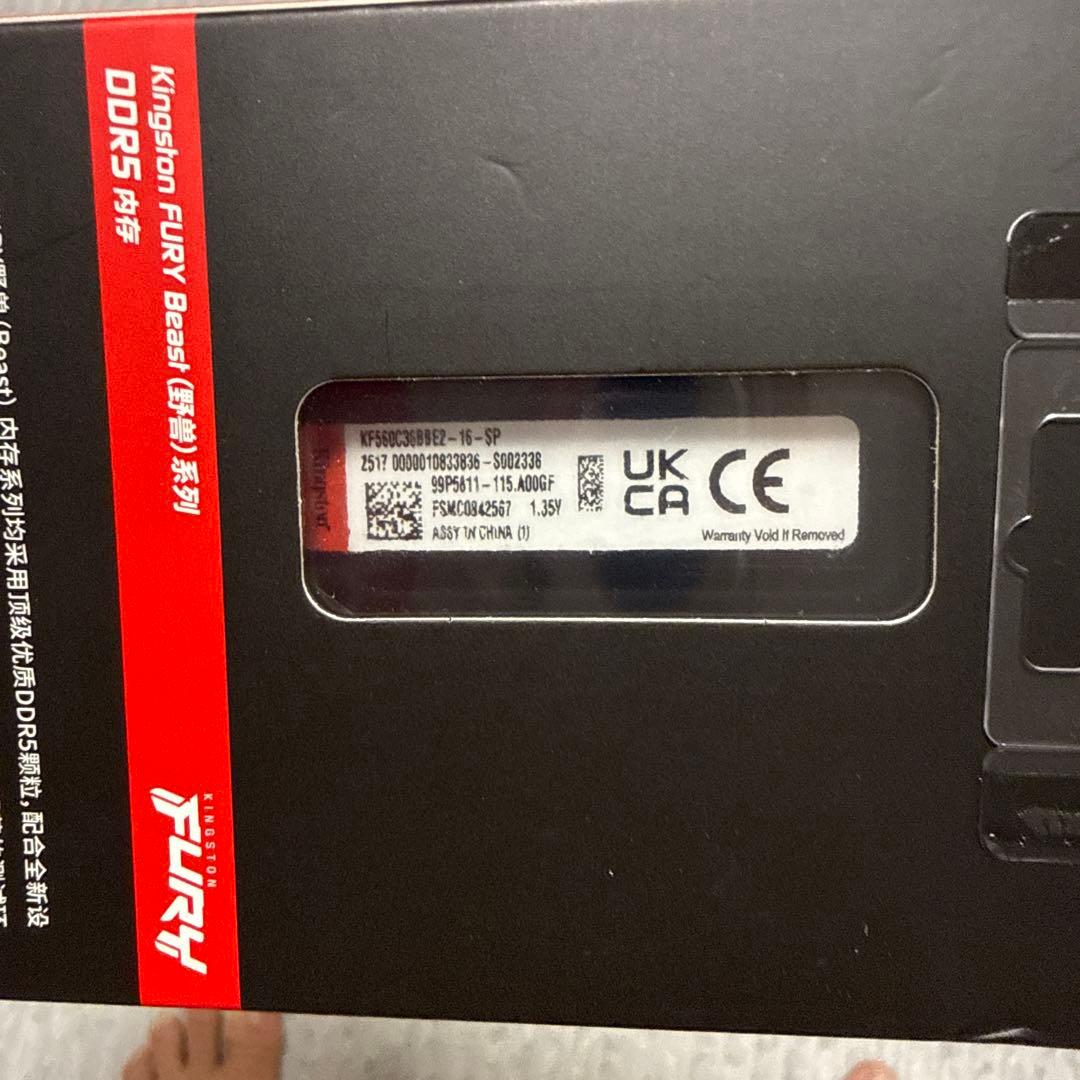 Kingston FURY Beast (野兽) 系列
DDR5 内存
KINGSTON
FURY
(Beast) 内存系列均采用顶级优质DDR5颗粒，配合全新设
Kingston
KF560C36BBE2-16-SP
2517 0000010833836-S002336
99P5811-115.A00GF
FSMC0842567 1.35V
ASSY IN CHINA (1)
UK
CA
CE
Warranty Void If Removed